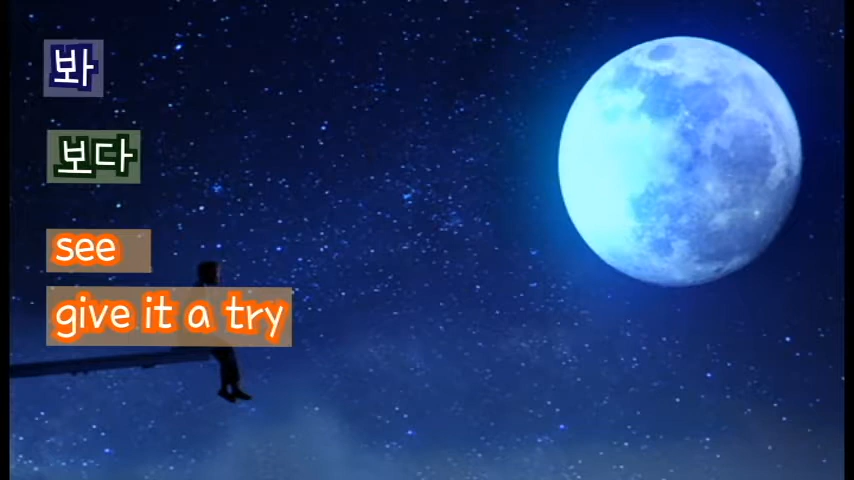 봐
보다
see
give it a try